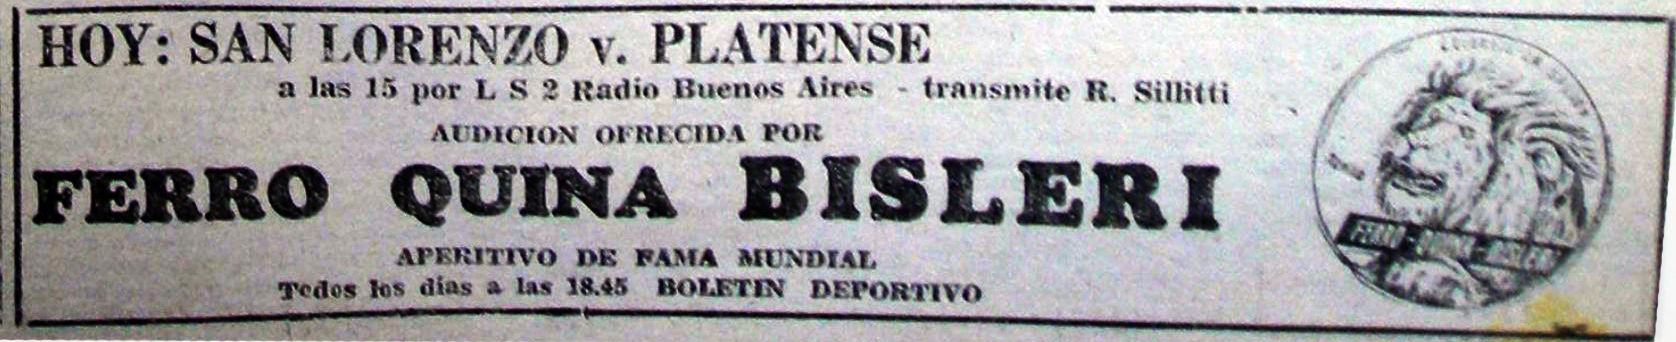 HOY: SAN LORENZO v. PLATENSE
a las 15 por L S 2 Radio Buenos Aires - transmite R. Sillitti
AUDICION OFRECIDA POR
FERRO QUINA BISLERI
APERITIVO DE FAMA MUNDIAL
Todos los días a las 18.45 BOLETIN DEPORTIVO
FERRO-QUINA-BISLERI